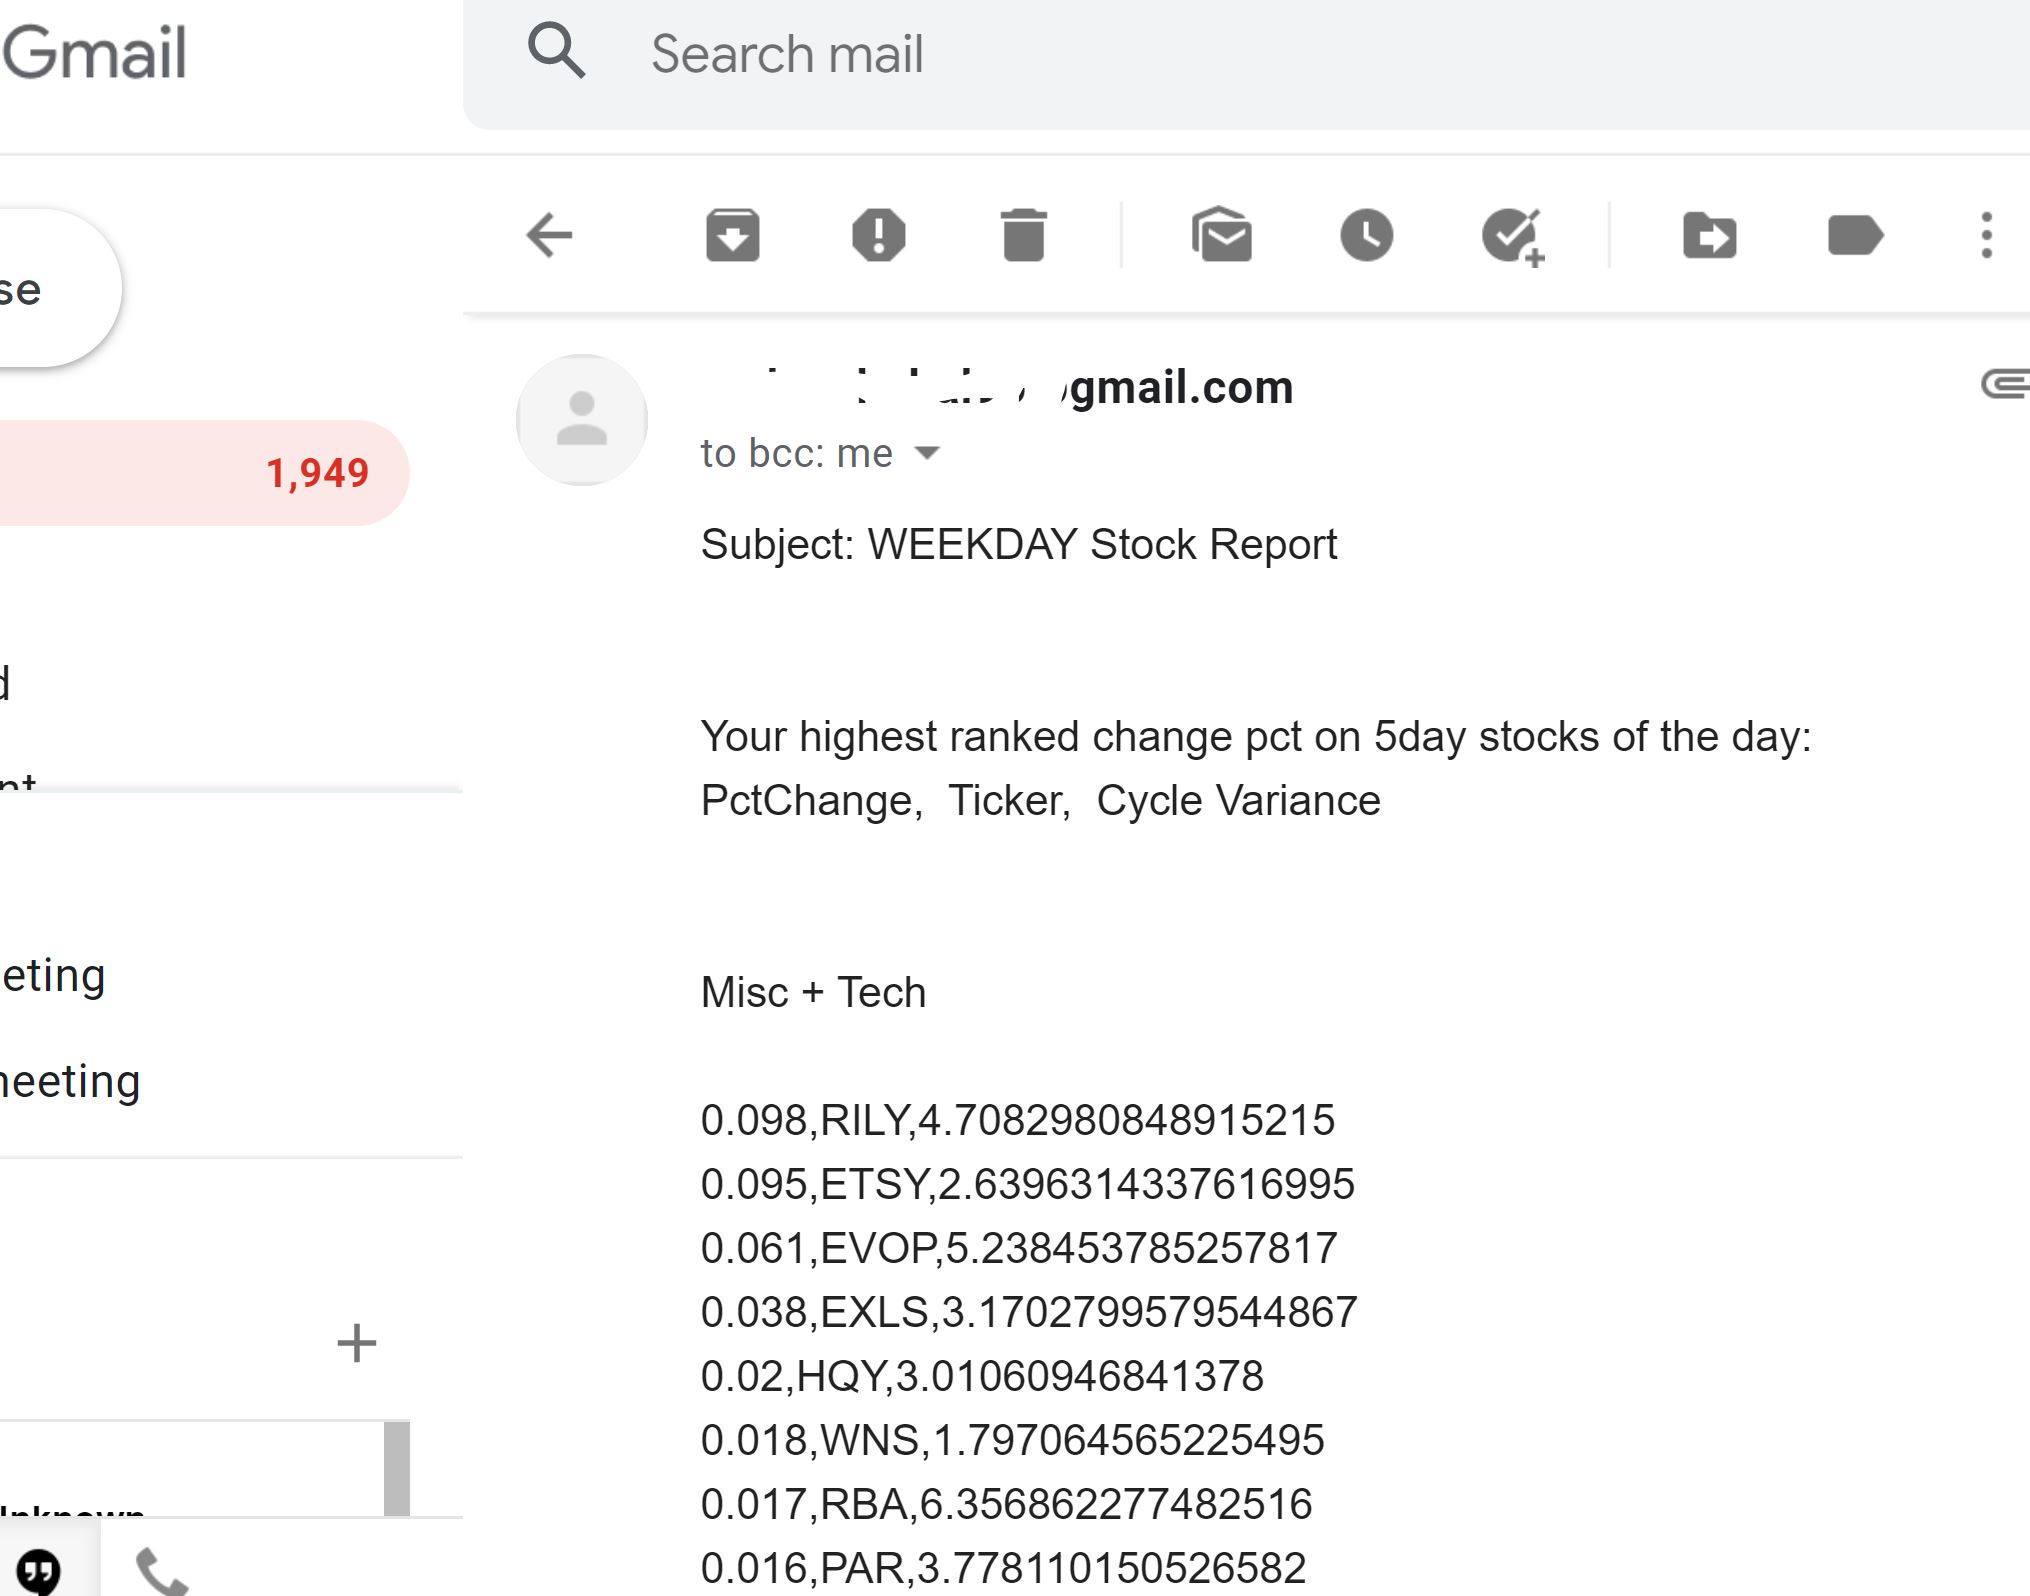 Gmail
Search mail
se
1,949
d
eting
neeting
gmail.com
to bcc: me
Subject: WEEKDAY Stock Report
Your highest ranked change pct on 5day stocks of the day:
PctChange,  Ticker,  Cycle Variance
Misc + Tech
0.098,RILY,4.7082980848915215
0.095,ETSY,2.6396314337616995
0.061,EVOP,5.238453785257817
0.038,EXLS,3.1702799579544867
0.02,HQY,3.01060946841378
0.018,WNS,1.797064565225495
0.017,RBA,6.356862277482516
0.016,PAR,3.778110150526582